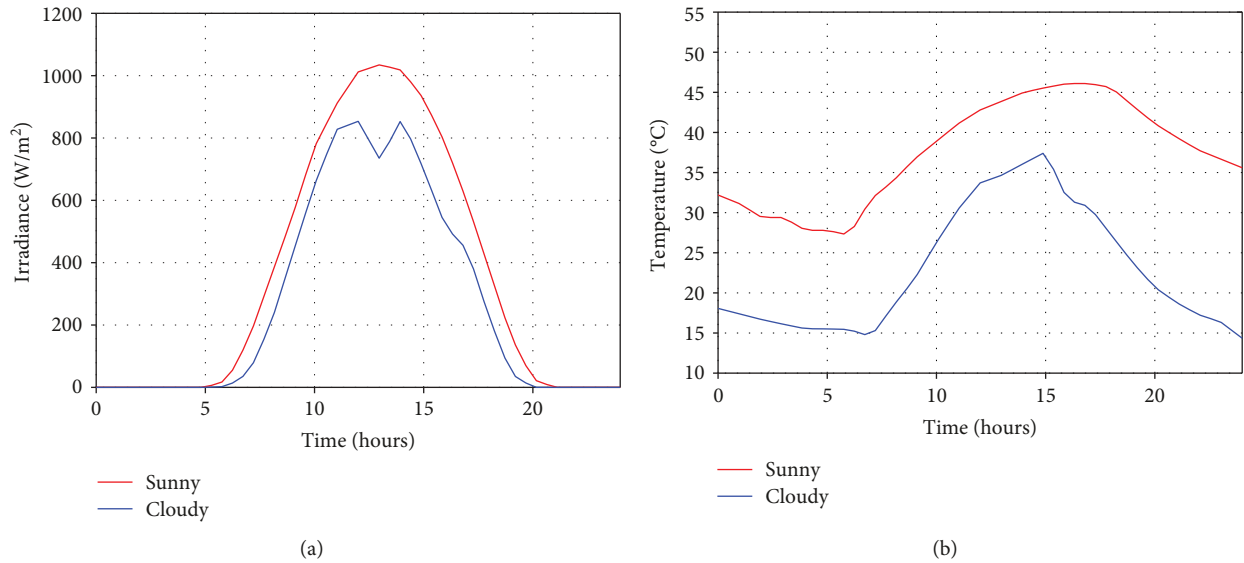 1200
1000
800
600
400
200
0
Irradiance (W/m²)
0 5 10 15 20
Time (hours)
Sunny
Cloudy
(a)
55
50
45
40
35
30
25
20
15
10
Temperature (°C)
0 5 10 15 20
Time (hours)
Sunny
Cloudy
(b)